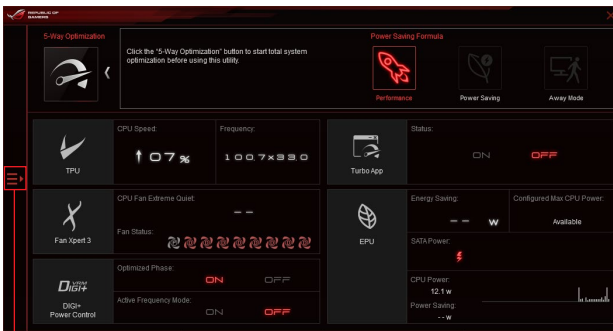 REPUBLIC OF
GAMERS
5-Way Optimization
Click the "5-Way Optimization" button to start total system
optimization before using this utility.
Power Saving Formula
Performance
Power Saving
Away Mode
TPU
CPU Speed:
107%
Frequency:
100.7x33.0
Turbo App
Status:
ON OFF
Fan Xpert 3
CPU Fan Extreme Quiet:
--
Fan Status:
EPU
Energy Saving:
-- w
Configured Max CPU Power:
Available
SATA Power:
CPU Power:
12.1 w
Power Saving:
-- w
DIGI+ VRM
DIGI+
Power Control
Optimized Phase:
ON OFF
Active Frequency Mode:
ON OFF